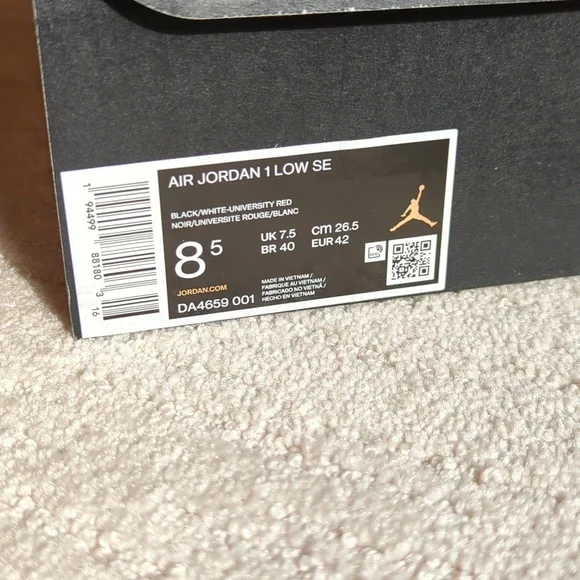 AIR JORDAN 1 LOW SE
BLACK/WHITE-UNIVERSITY RED
NOIR/UNIVERSITE ROUGE/BLANC
8 5
UK 7.5 cm 26.5
BR 40 EUR 42
JORDAN.COM
DA4659 001
MADE IN VIETNAM /
FABRIQUE AU VIETNAM /
FABRICADO NO VIETNÃ /
HECHO EN VIETNAM
1 94499 88180 3 16